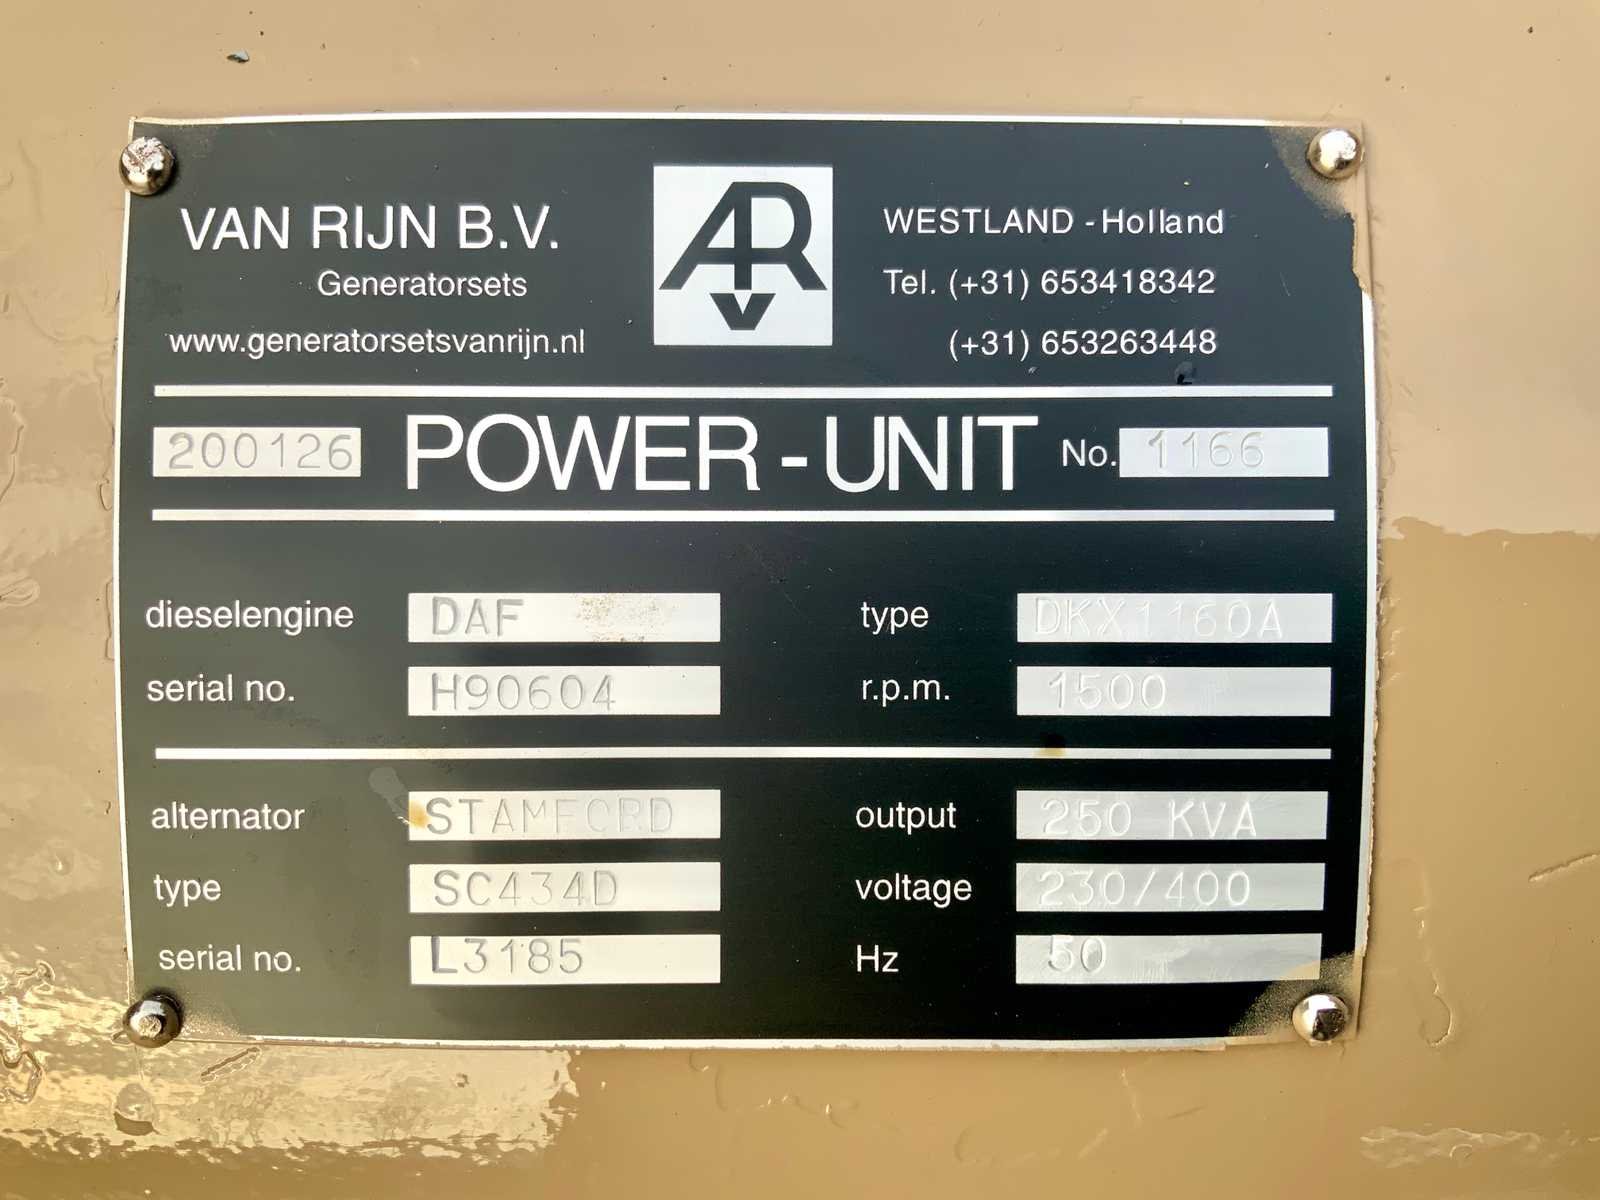 VAN RIJN B.V.
Generatorsets
www.generatorsetsvanrijn.nl
ARV
WESTLAND - Holland
Tel. (+31) 653418342
(+31) 653263448
200126 POWER - UNIT No. 1166
dieselengine DAF type DKX1160A
serial no. H90604 r.p.m. 1500
alternator STAMFORD output 250 KVA
type SC434D voltage 230/400
serial no. L3185 Hz 50